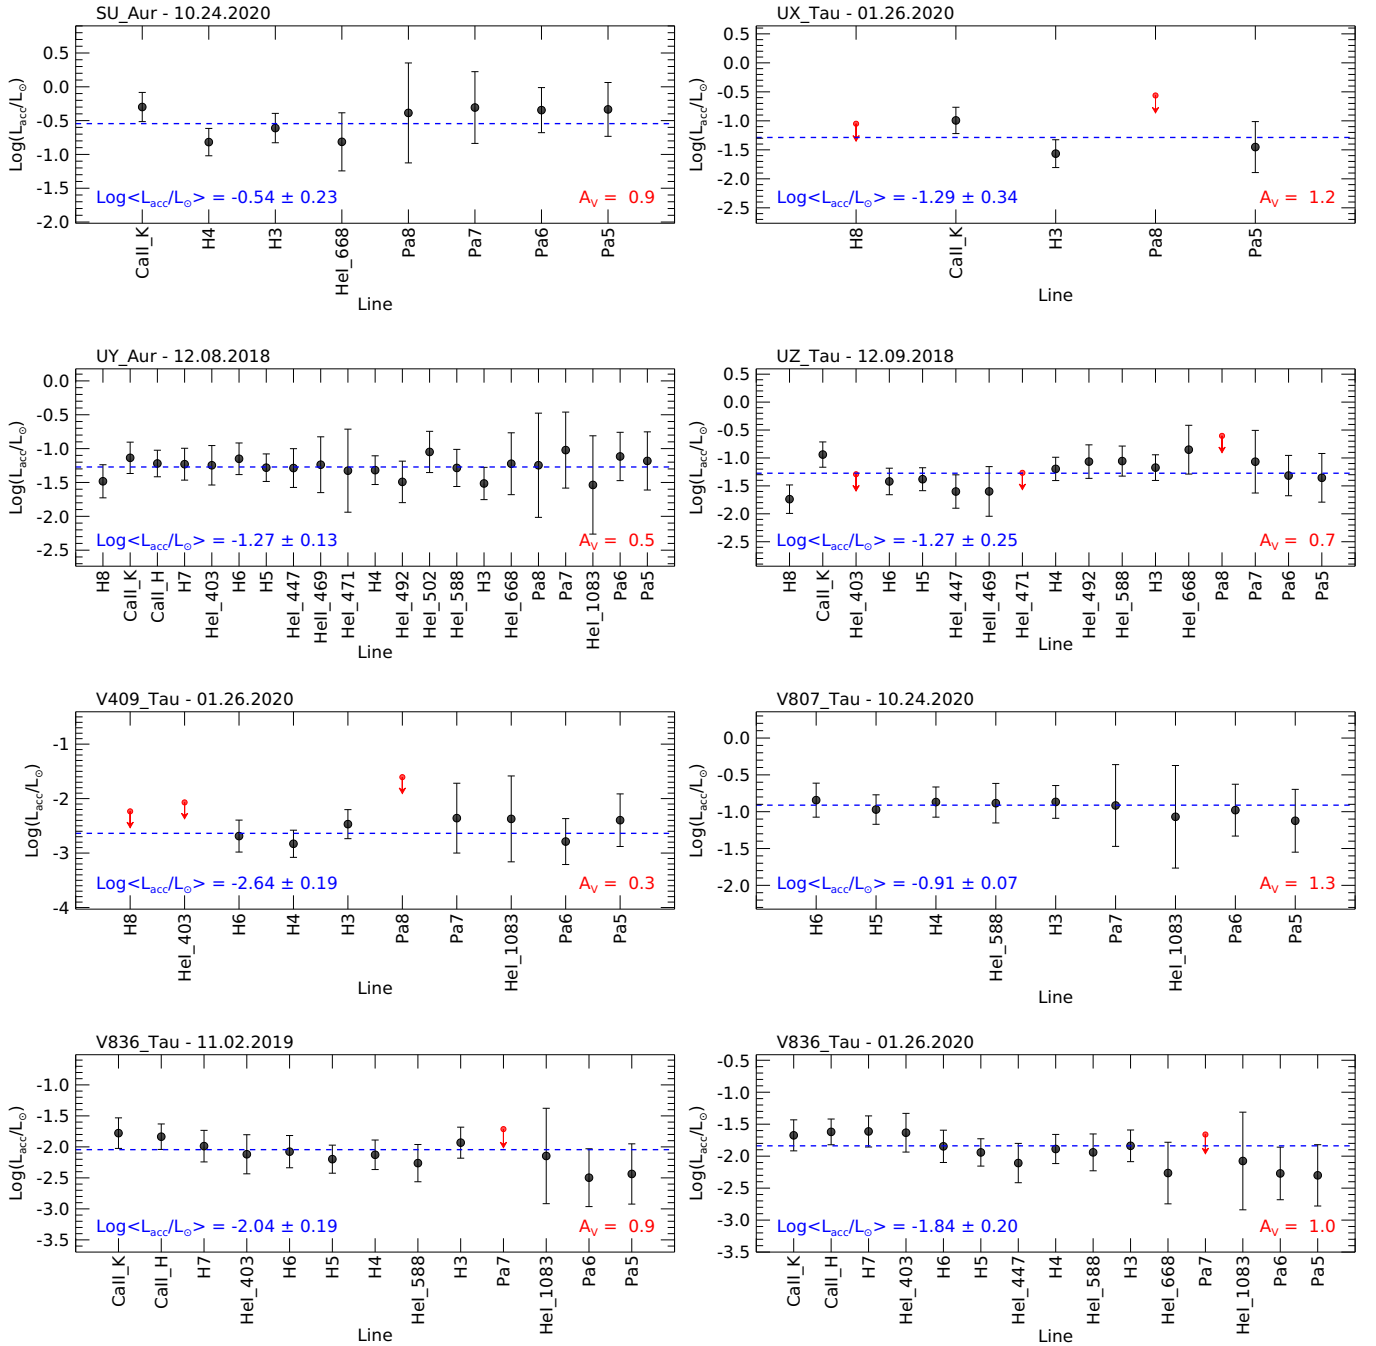 SU_Aur - 10.24.2020
Log(Lacc/L☉)
0.5
0.0
-0.5
-1.0
-1.5
-2.0
Log<Lacc/L☉> = -0.54 ± 0.23
AV = 0.9
CaII_K
H4
H3
HeI_668
Pa8
Pa7
Pa6
Pa5
Line
UX_Tau - 01.26.2020
Log(Lacc/L☉)
0.5
0.0
-0.5
-1.0
-1.5
-2.0
-2.5
Log<Lacc/L☉> = -1.29 ± 0.34
AV = 1.2
H8
CaII_K
H3
Pa8
Pa5
Line
UY_Aur - 12.08.2018
Log(Lacc/L☉)
0.0
-0.5
-1.0
-1.5
-2.0
-2.5
Log<Lacc/L☉> = -1.27 ± 0.13
AV = 0.5
H8
CaII_K
CaII_H
H7
HeI_403
H6
H5
HeI_447
HeII_469
HeI_471
H4
HeI_492
HeI_502
HeI_588
H3
HeI_668
Pa8
Pa7
HeI_1083
Pa6
Pa5
Line
UZ_Tau - 12.09.2018
Log(Lacc/L☉)
0.5
0.0
-0.5
-1.0
-1.5
-2.0
-2.5
Log<Lacc/L☉> = -1.27 ± 0.25
AV = 0.7
H8
CaII_K
HeI_403
H6
H5
HeI_447
HeII_469
HeI_471
H4
HeI_492
HeI_588
H3
HeI_668
Pa8
Pa7
Pa6
Pa5
Line
V409_Tau - 01.26.2020
Log(Lacc/L☉)
-1
-2
-3
-4
Log<Lacc/L☉> = -2.64 ± 0.19
AV = 0.3
H8
HeI_403
H6
H4
H3
Pa8
Pa7
HeI_1083
Pa6
Pa5
Line
V807_Tau - 10.24.2020
Log(Lacc/L☉)
0.0
-0.5
-1.0
-1.5
-2.0
Log<Lacc/L☉> = -0.91 ± 0.07
AV = 1.3
H6
H5
H4
HeI_588
H3
Pa7
HeI_1083
Pa6
Pa5
Line
V836_Tau - 11.02.2019
Log(Lacc/L☉)
-1.0
-1.5
-2.0
-2.5
-3.0
-3.5
Log<Lacc/L☉> = -2.04 ± 0.19
AV = 0.9
CaII_K
CaII_H
H7
HeI_403
H6
H5
H4
HeI_588
H3
Pa7
HeI_1083
Pa6
Pa5
Line
V836_Tau - 01.26.2020
Log(Lacc/L☉)
-0.5
-1.0
-1.5
-2.0
-2.5
-3.0
-3.5
Log<Lacc/L☉> = -1.84 ± 0.20
AV = 1.0
CaII_K
CaII_H
H7
HeI_403
H6
H5
HeI_447
H4
HeI_588
H3
HeI_668
Pa7
HeI_1083
Pa6
Pa5
Line